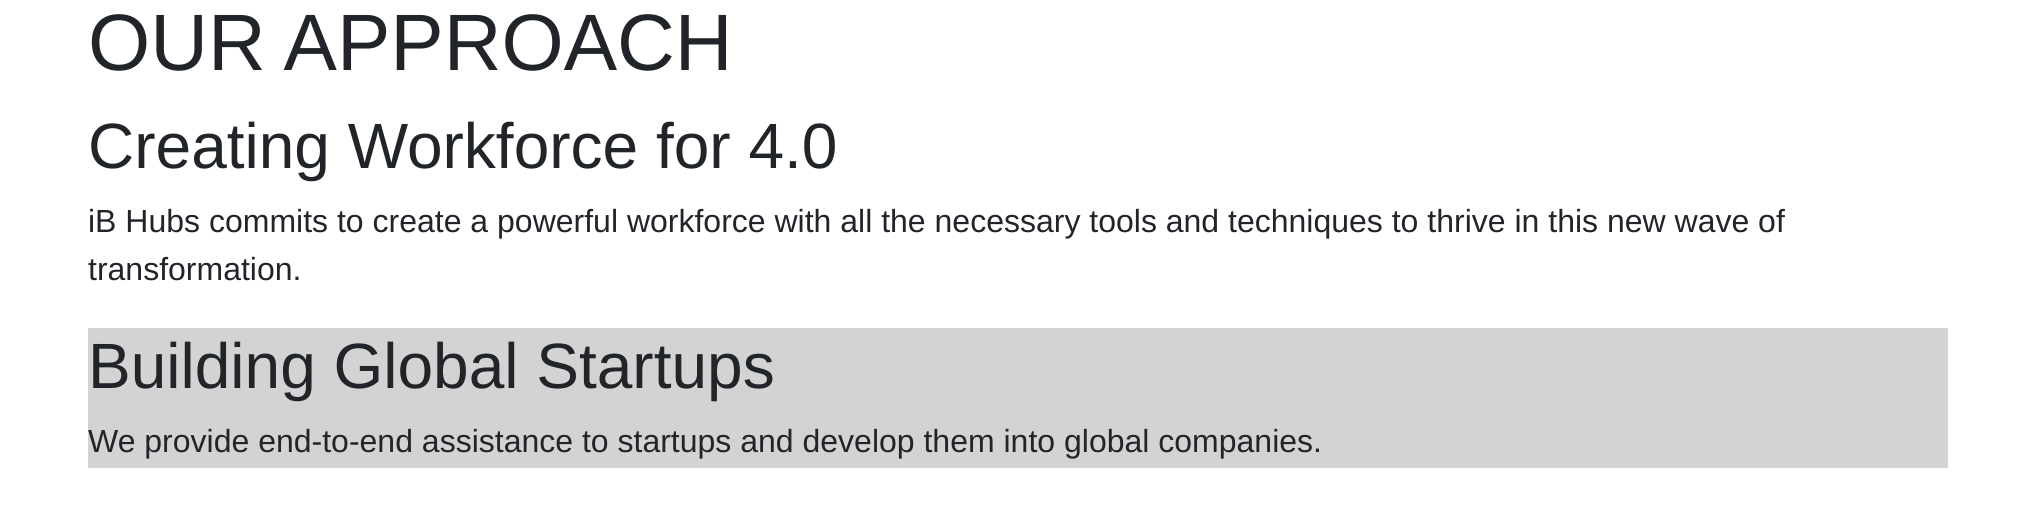 OUR APPROACH
Creating Workforce for 4.0
iB Hubs commits to create a powerful workforce with all the necessary tools and techniques to thrive in this new wave of
transformation.
Building Global Startups
We provide end-to-end assistance to startups and develop them into global companies.